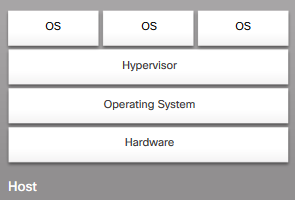 OS OS OS
Hypervisor
Operating System
Hardware
Host